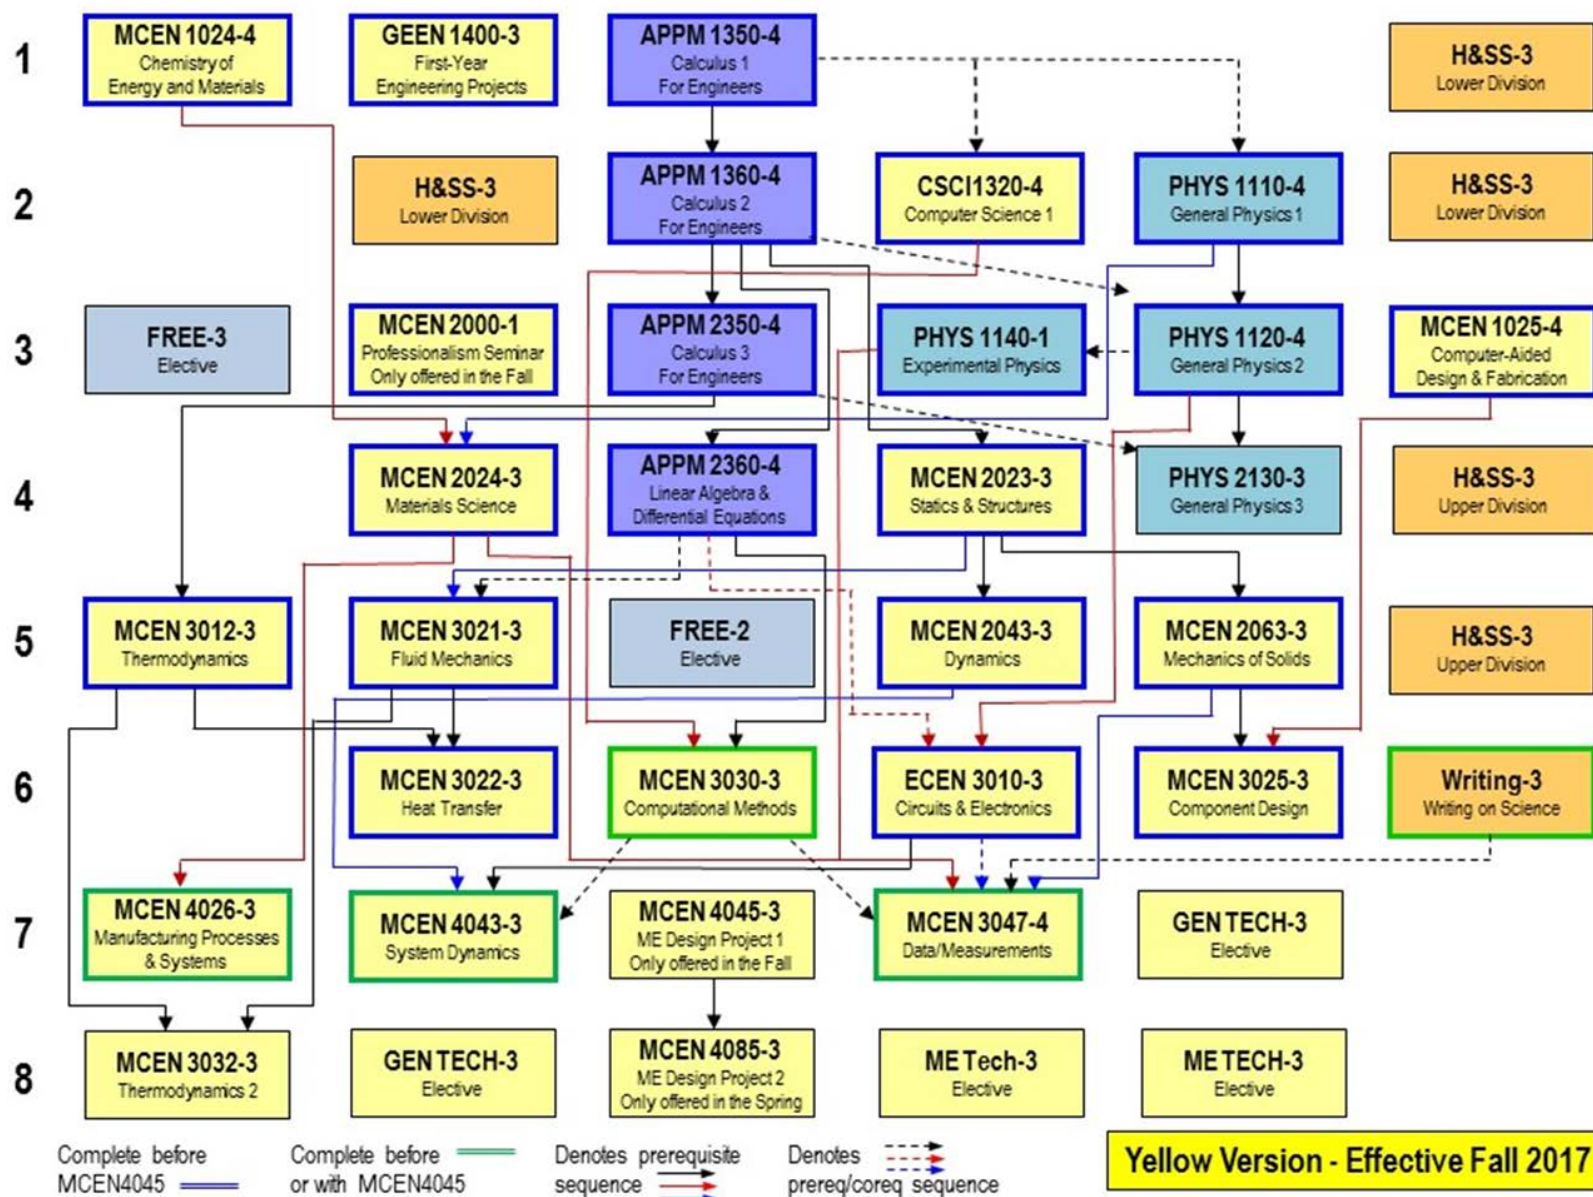 1
MCEN 1024-4
Chemistry of
Energy and Materials
GEEN 1400-3
First-Year
Engineering Projects
APPM 1350-4
Calculus 1
For Engineers
H&SS-3
Lower Division
2
H&SS-3
Lower Division
APPM 1360-4
Calculus 2
For Engineers
CSCI1320-4
Computer Science 1
PHYS 1110-4
General Physics 1
H&SS-3
Lower Division
3
FREE-3
Elective
MCEN 2000-1
Professionalism Seminar
Only offered in the Fall
APPM 2350-4
Calculus 3
For Engineers
PHYS 1140-1
Experimental Physics
PHYS 1120-4
General Physics 2
MCEN 1025-4
Computer-Aided
Design & Fabrication
4
MCEN 2024-3
Materials Science
APPM 2360-4
Linear Algebra &
Differential Equations
MCEN 2023-3
Statics & Structures
PHYS 2130-3
General Physics 3
H&SS-3
Upper Division
5
MCEN 3012-3
Thermodynamics
MCEN 3021-3
Fluid Mechanics
FREE-2
Elective
MCEN 2043-3
Dynamics
MCEN 2063-3
Mechanics of Solids
H&SS-3
Upper Division
6
MCEN 3022-3
Heat Transfer
MCEN 3030-3
Computational Methods
ECEN 3010-3
Circuits & Electronics
MCEN 3025-3
Component Design
Writing-3
Writing on Science
7
MCEN 4026-3
Manufacturing Processes
& Systems
MCEN 4043-3
System Dynamics
MCEN 4045-3
ME Design Project 1
Only offered in the Fall
MCEN 3047-4
Data/Measurements
GEN TECH-3
Elective
8
MCEN 3032-3
Thermodynamics 2
GEN TECH-3
Elective
MCEN 4085-3
ME Design Project 2
Only offered in the Spring
ME Tech-3
Elective
ME TECH-3
Elective
Complete before
MCEN4045
Complete before
or with MCEN4045
Denotes prerequisite
sequence
Denotes
prereq/coreq sequence
Yellow Version - Effective Fall 2017